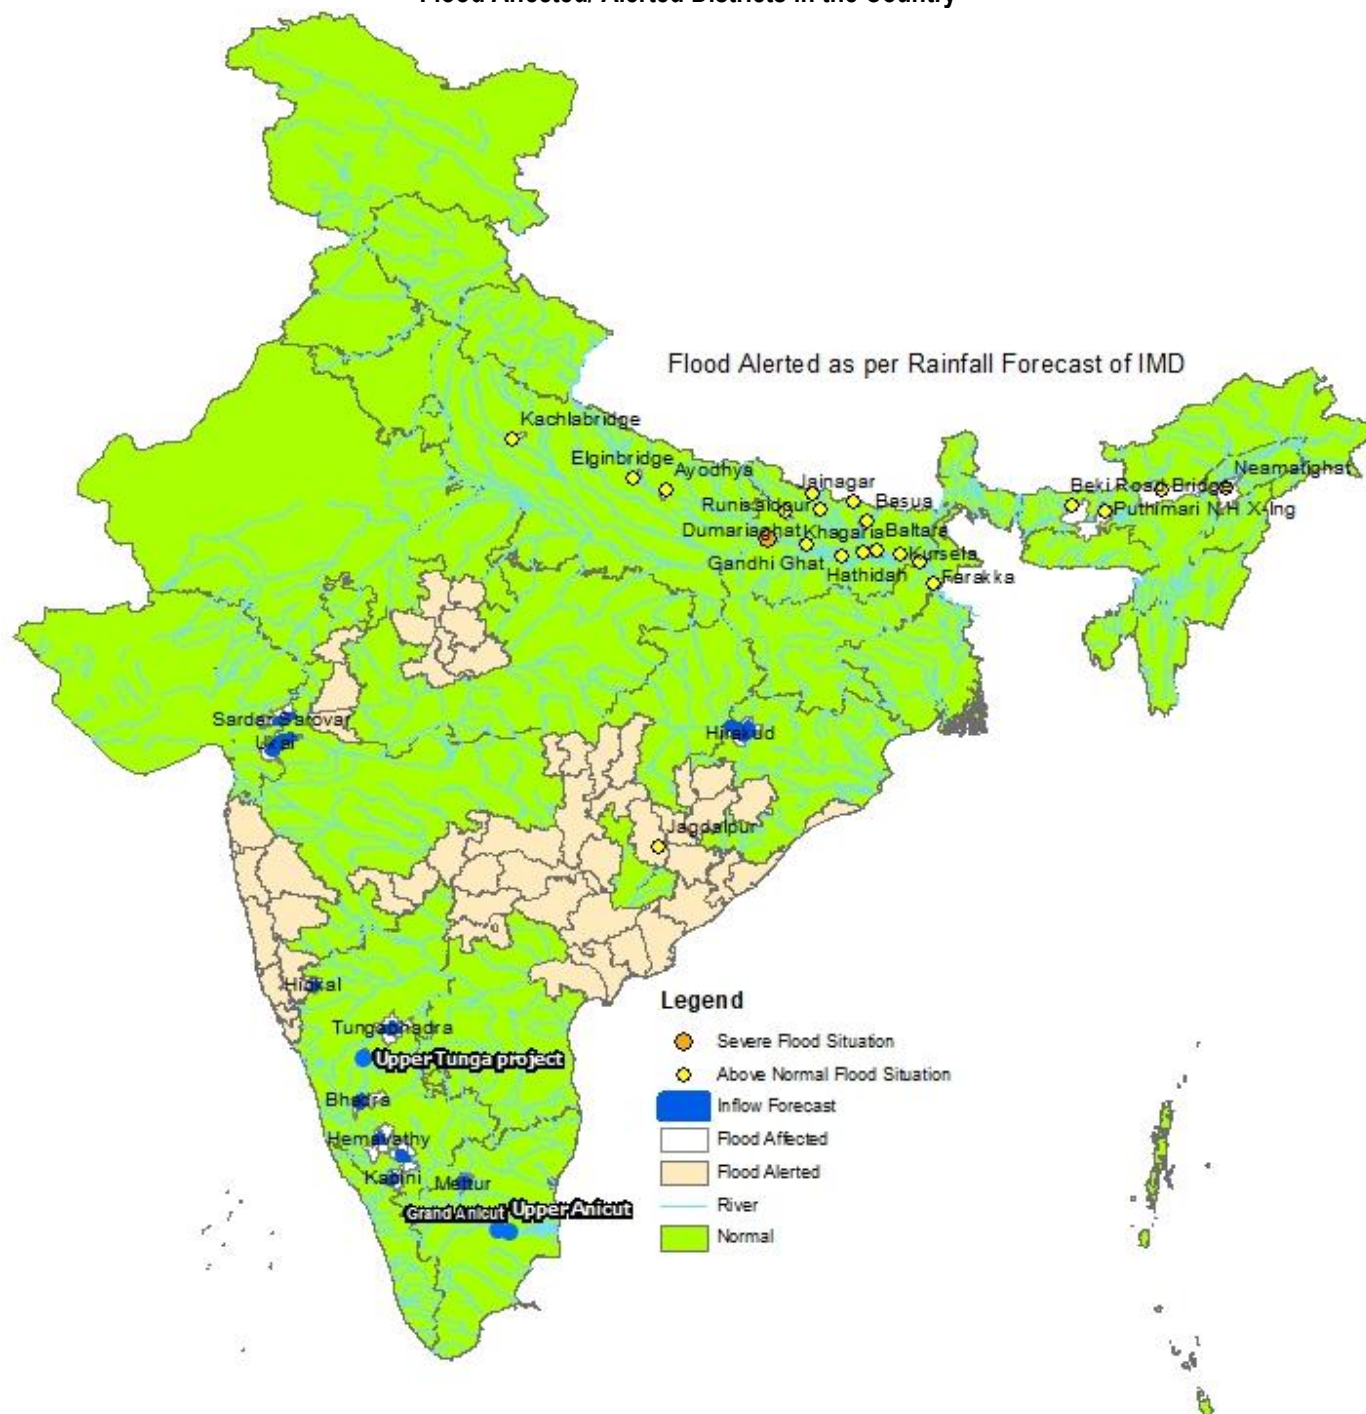 Flood Affected/ Alerted Districts in the Country
Flood Alerted as per Rainfall Forecast of IMD
Kachlabridge
Elginbridge
Ayodhya
Jainagar
Runisaidpur
Basua
Dumariaghat
Khagaria
Baltara
Gandhi Ghat
Hathidah
Kursela
Farakka
Beki Road Bridge
Neamatighat
Puthimari N.H X-Ing
Sardar Sarovar
Ukai
Hirakud
Jagdalpur
Hidkal
Tungabhadra
Upper Tunga project
Bhadra
Hemavathy
Kabini
Mettur
Grand Anicut
Upper Anicut
Legend
Severe Flood Situation
Above Normal Flood Situation
Inflow Forecast
Flood Affected
Flood Alerted
River
Normal